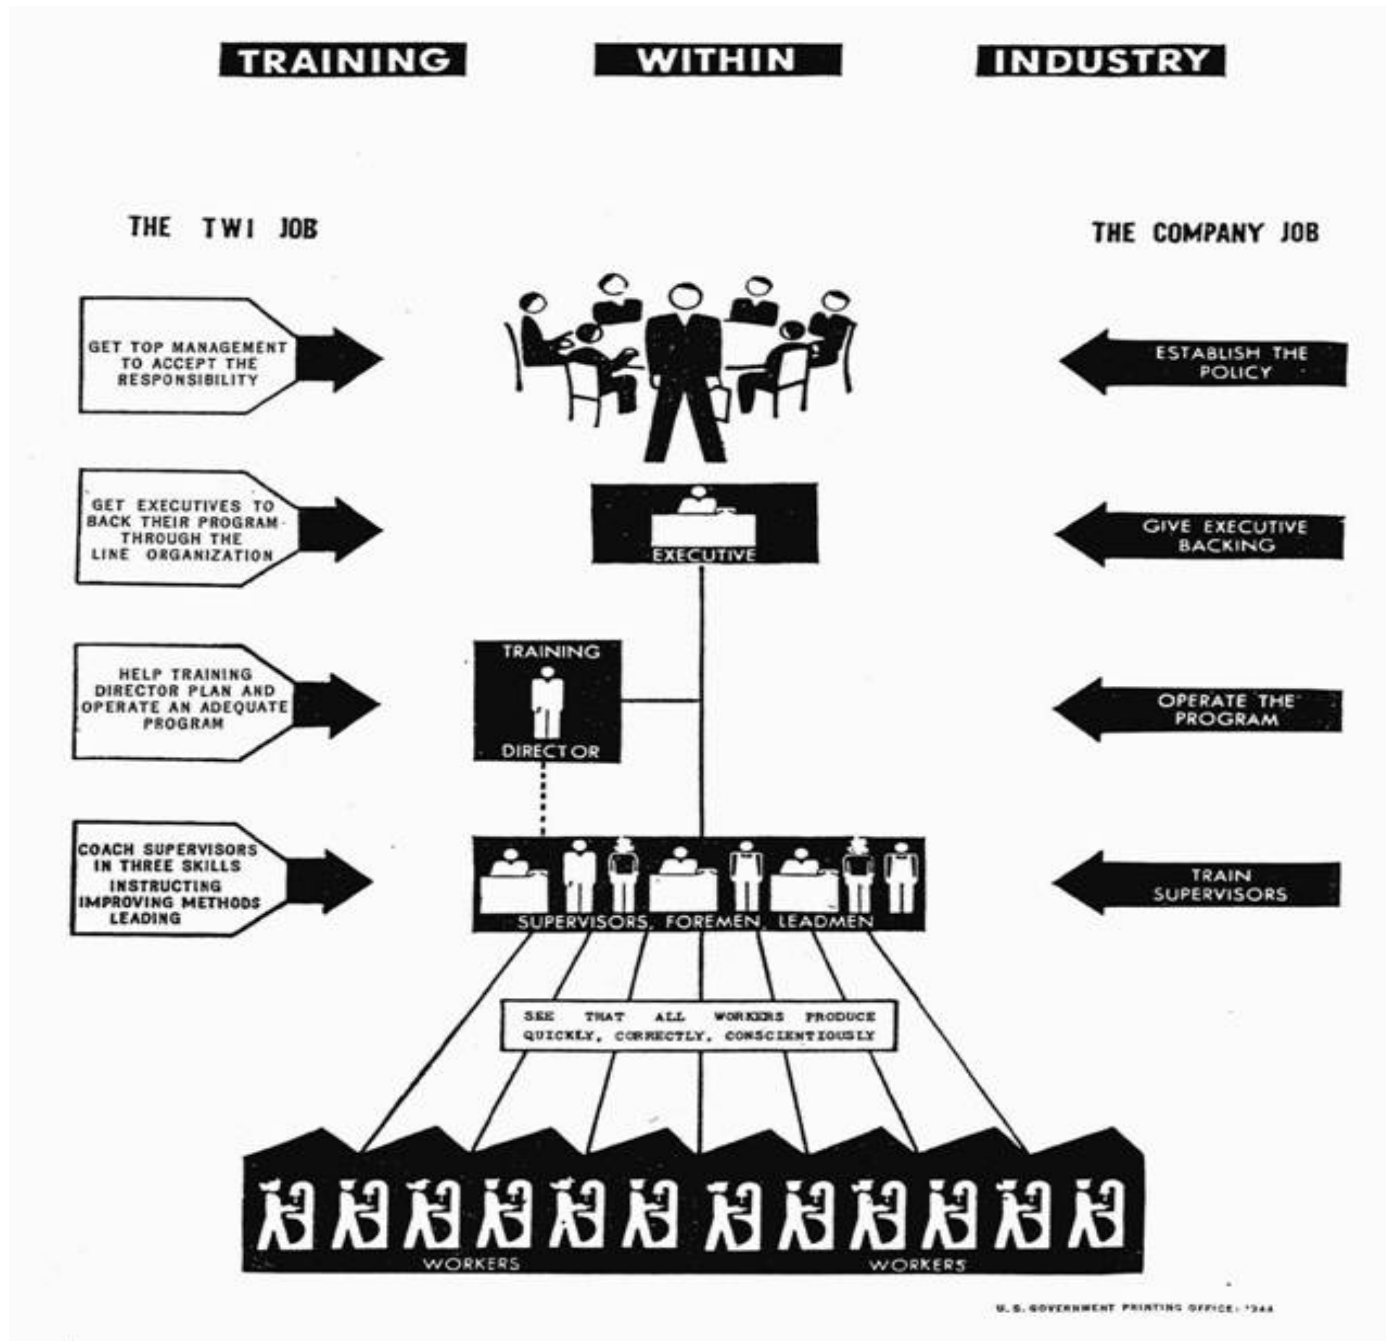 TRAINING WITHIN INDUSTRY
THE TWI JOB
THE COMPANY JOB
GET TOP MANAGEMENT
TO ACCEPT THE
RESPONSIBILITY
ESTABLISH THE
POLICY
GET EXECUTIVES TO
BACK THEIR PROGRAM
THROUGH THE
LINE ORGANIZATION
EXECUTIVE
GIVE EXECUTIVE
BACKING
HELP TRAINING
DIRECTOR PLAN AND
OPERATE AN ADEQUATE
PROGRAM
TRAINING
DIRECTOR
OPERATE THE
PROGRAM
COACH SUPERVISORS
IN THREE SKILLS
INSTRUCTING
IMPROVING METHODS
LEADING
SUPERVISORS, FOREMEN, LEADMEN
TRAIN
SUPERVISORS
SEE THAT ALL WORKERS PRODUCE
QUICKLY, CORRECTLY, CONSCIENTIOUSLY
WORKERS
WORKERS
U. S. GOVERNMENT PRINTING OFFICE: